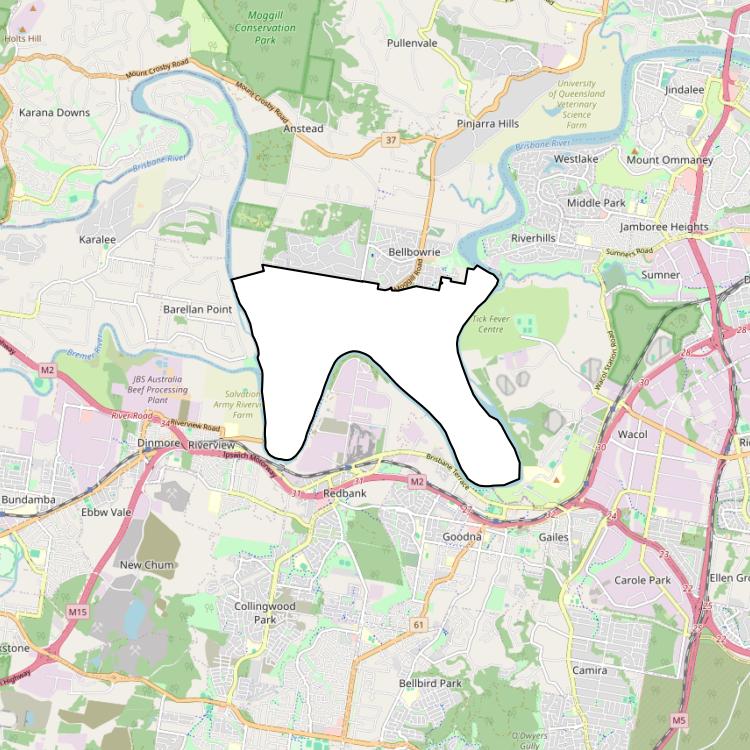 Moggill
Conservation
Park
Holts Hill
Pullenvale
Mount Crosby Road
Mount Crosby Road
University
of Queensland
Veterinary
Science
Farm
Jindalee
Karana Downs
Anstead
37
Pinjarra Hills
Brisbane River
Brisbane River
Westlake
Mount Ommaney
Middle Park
Jamboree Heights
Karalee
Riverhills
Sumners Road
Bellbowrie
Moggill Road
Sumner
Barellan Point
Tick Fever
Centre
Wacol Station Road
28
28
Bremer River
M2
JBS Australia
Beef Processing
Plant
30
Salvation
Army Riverview
Farm
River Road
34
Riverview Road
Dinmore
Riverview
Ipswich Motorway
Wacol
30
Brisbane Terrace
31
31
M2
Redbank
Bundamba
Ebbw Vale
27
32
24
Goodna
Gailes
New Chum
23
Carole Park
22
25
22
Collingwood
Park
M15
61
Camira
Bellbird Park
M5
O'Dwyers
Gully